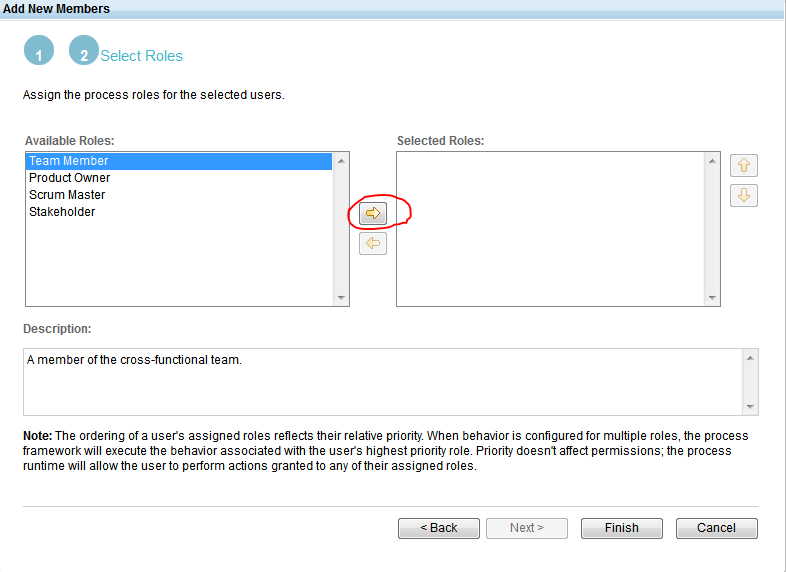 Add New Members
1 2 Select Roles
Assign the process roles for the selected users.
Available Roles: Selected Roles:
Team Member
Product Owner
Scrum Master
Stakeholder
Description:
A member of the cross-functional team.
Note: The ordering of a user's assigned roles reflects their relative priority. When behavior is configured for multiple roles, the process
framework will execute the behavior associated with the user's highest priority role. Priority doesn't affect permissions; the process
runtime will allow the user to perform actions granted to any of their assigned roles.
< Back Next > Finish Cancel